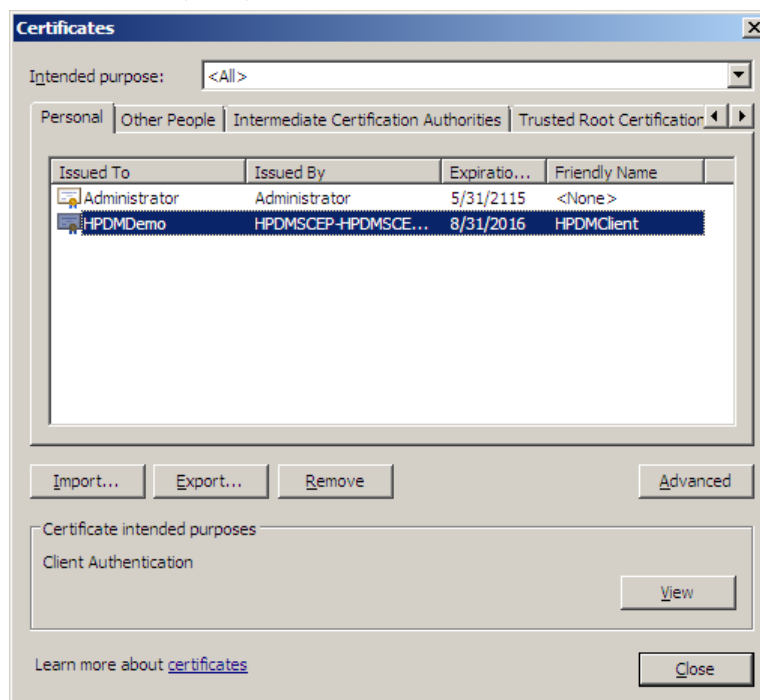 Certificates
Intended purpose: <All>
Personal Other People Intermediate Certification Authorities Trusted Root Certification
Issued To Issued By Expiratio... Friendly Name
Administrator Administrator 5/31/2115 <None>
HPDMDemo HPDMSCEP-HPDMSCE... 8/31/2016 HPDMClient
Import... Export... Remove Advanced
Certificate intended purposes
Client Authentication
View
Learn more about certificates
Close